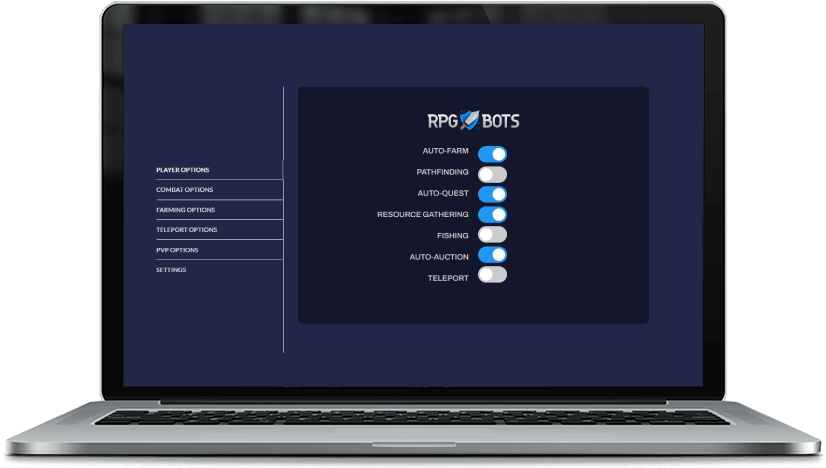 RPG BOTS
AUTO-FARM
PATHFINDING
AUTO-QUEST
RESOURCE GATHERING
FISHING
AUTO-AUCTION
TELEPORT
PLAYER OPTIONS
COMBAT OPTIONS
FARMING OPTIONS
TELEPORT OPTIONS
PVP OPTIONS
SETTINGS